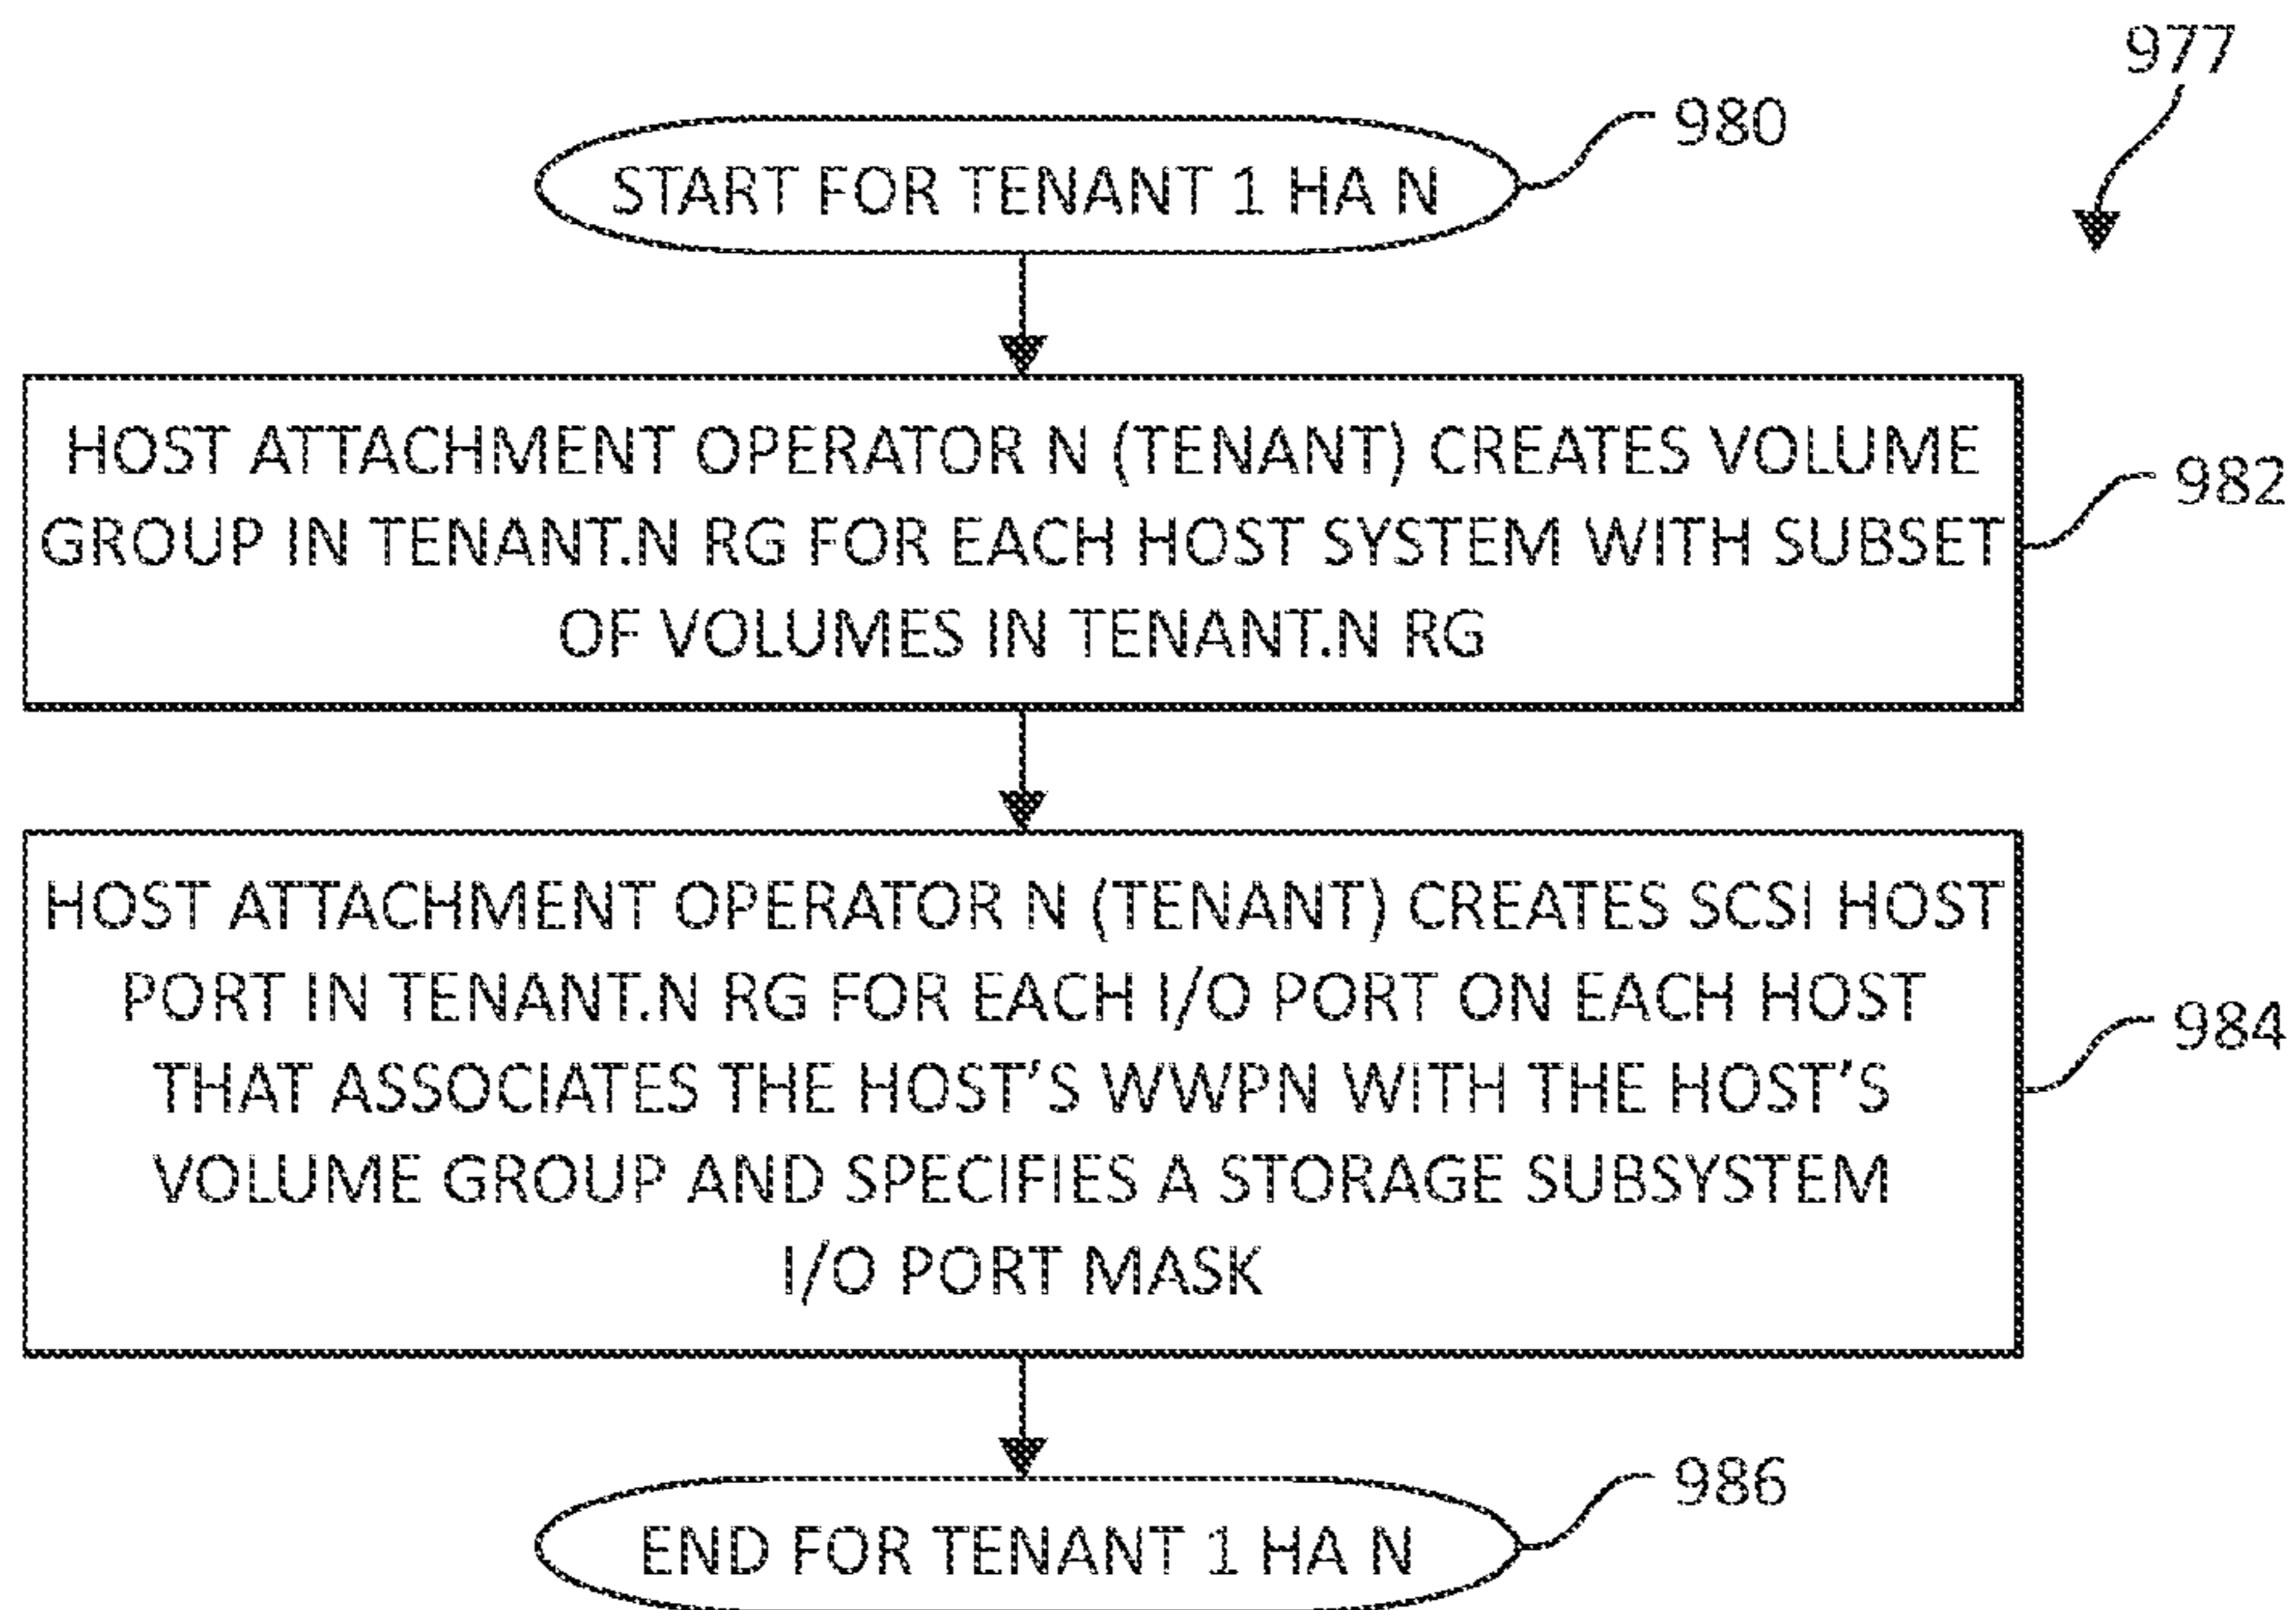 977
980
START FOR TENANT 1 HA N
HOST ATTACHMENT OPERATOR N (TENANT) CREATES VOLUME
GROUP IN TENANT.N RG FOR EACH HOST SYSTEM WITH SUBSET
OF VOLUMES IN TENANT.N RG
982
HOST ATTACHMENT OPERATOR N (TENANT) CREATES SCSI HOST
PORT IN TENANT.N RG FOR EACH I/O PORT ON EACH HOST
THAT ASSOCIATES THE HOST'S WWPN WITH THE HOST'S
VOLUME GROUP AND SPECIFIES A STORAGE SUBSYSTEM
I/O PORT MASK
984
986
END FOR TENANT 1 HA N